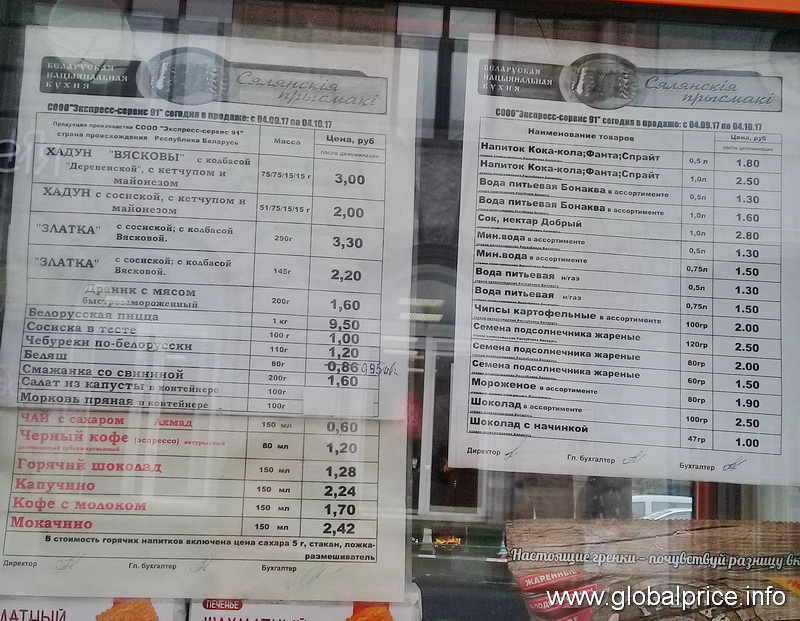 БЕЛАРУСКАЯ
НАЦЫЯНАЛЬНАЯ
КУХНЯ
Сялянскія
прысмакі
СООО"Экспресс-сервис 91" сегодня в продаже: с 04.09.17 по 04.10.17
Продукция производства СООО "Экспресс-сервис 91"
страна происхождения Республика Беларусь
Масса
Цена, руб
после деноминации
ХАДУН "ВЯСКОВЫ" с колбасой
"Деревенской", с кетчупом и
майонезом
75/75/15/15 г
3,00
ХАДУН с соснской, с кетчупом и
майонезом
51/75/15/15 г
2,00
"ЗЛАТКА" с соснской; с колбасой
Вясковой.
290г
3,30
"ЗЛАТКА" с соснской; с колбасой
Вясковой.
145г
2,20
Драник с мясом
быстрозамороженный
200г
1,60
Белорусская пицца
1 кг
9,50
Сосиска в тесте
100 г
1,00
Чебуреки по-белорусски
110г
1,20
Беляш
80г
0,86
Смажанка со свининой
200г
1,60
Салат из капусты в контейнере
100г
Морковь пряная в контейнере
100г
ЧАЙ с сахаром Ахмад
150 мл
0,60
Черный кофе (эспрессо) натуральный
80 мл
1,20
Горячий шоколад
150 мл
1,28
Капучино
150 мл
2,24
Кофе с молоком
150 мл
1,70
Мокачино
150 мл
2,42
В стоимость горячих напитков включена цена сахара 5 г, стакан, ложка-
размешиватель
Директор Гл. бухгалтер Бухгалтер
БЕЛАРУСКАЯ
НАЦЫЯНАЛЬНАЯ
КУХНЯ
Сялянскія
прысмакі
СООО"Экспресс-сервис 91" сегодня в продаже: с 04.09.17 по 04.10.17
Наименование товаров
Цена, руб
после деноминации
Напиток Кока-кола;Фанта;Спрайт
0,5 л
1.80
Напиток Кока-кола;Фанта;Спрайт
1,0л
2.50
Вода питьевая Бонаква в ассортименте
0,5л
1.30
Вода питьевая Бонаква в ассортименте
1,0л
1.60
Сок, нектар Добрый
1,0л
2.80
Мин.вода в ассортименте
0,5л
1.30
Мин.вода в ассортименте
0,75л
1.50
Вода питьевая н/газ
0,5л
1.30
Вода питьевая н/газ
0,75л
1.50
Чипсы картофельные в ассортименте
100гр
2.00
Семена подсолнечника жареные
120гр
2.50
Семена подсолнечника жареные
80гр
2.00
Семена подсолнечника жареные
60гр
1.50
Мороженое в ассортименте
80гр
1.90
Шоколад в ассортименте
100гр
2.50
Шоколад с начинкой
47гр
1.00
Директор Гл. бухгалтер Бухгалтер
Настоящие гренки – почувствуй разницу вк
ЖАРЕННЫЕ
ПЕЧЕНЬЕ
www.globalprice.info